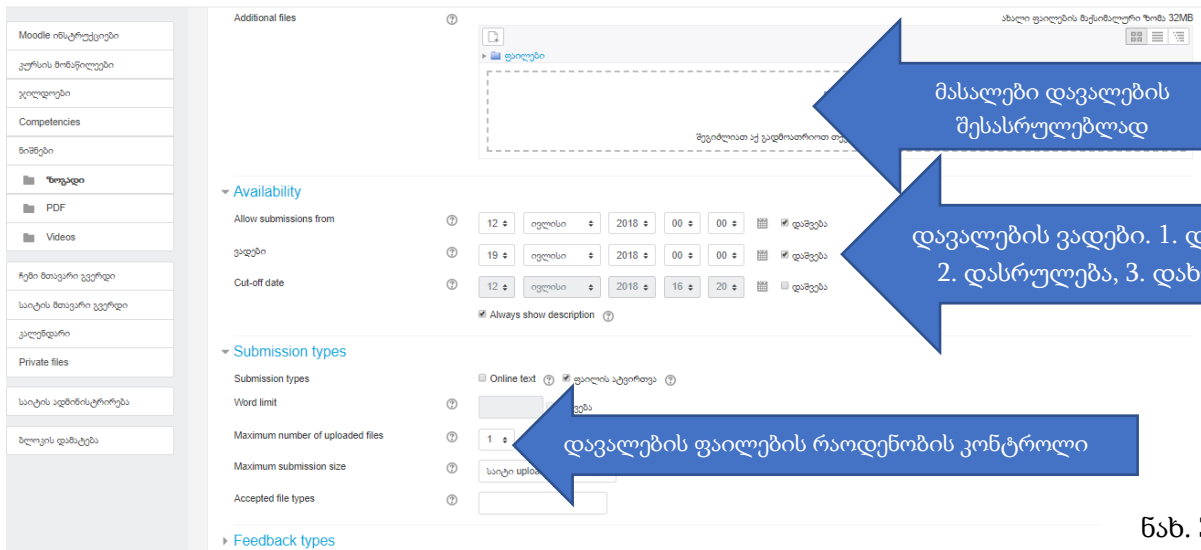 Moodle ინსტრუქციები
კურსის მონაწილეები
ჯილდოები
Competencies
ნიშნები
ზოგადი
PDF
Videos
ჩემი მთავარი გვერდი
საიტის მთავარი გვერდი
კალენდარი
Private files
საიტის ადმინისტრირება
ბლოკის დამატება
Additional files
ახალი ფაილების მაქსიმალური ზომა 32MB
ფაილები
შეგიძლიათ აქ გადმოათრიოთ
მასალები დავალების
შესასრულებლად
Availability
Allow submissions from 12 ივლისი 2018 00 00 დაშვება
ვადები 19 ივლისი 2018 00 00 დაშვება
Cut-off date 12 ივლისი 2018 16 20 დაშვება
Always show description
დავალების ვადები. 1.
2. დასრულება, 3.
Submission types
Submission types Online text ფაილის ატვირთვა
Word limit
Maximum number of uploaded files 1
დავალების ფაილების რაოდენობის კონტროლი
Maximum submission size საიტი
Accepted file types
Feedback types
ნახ.